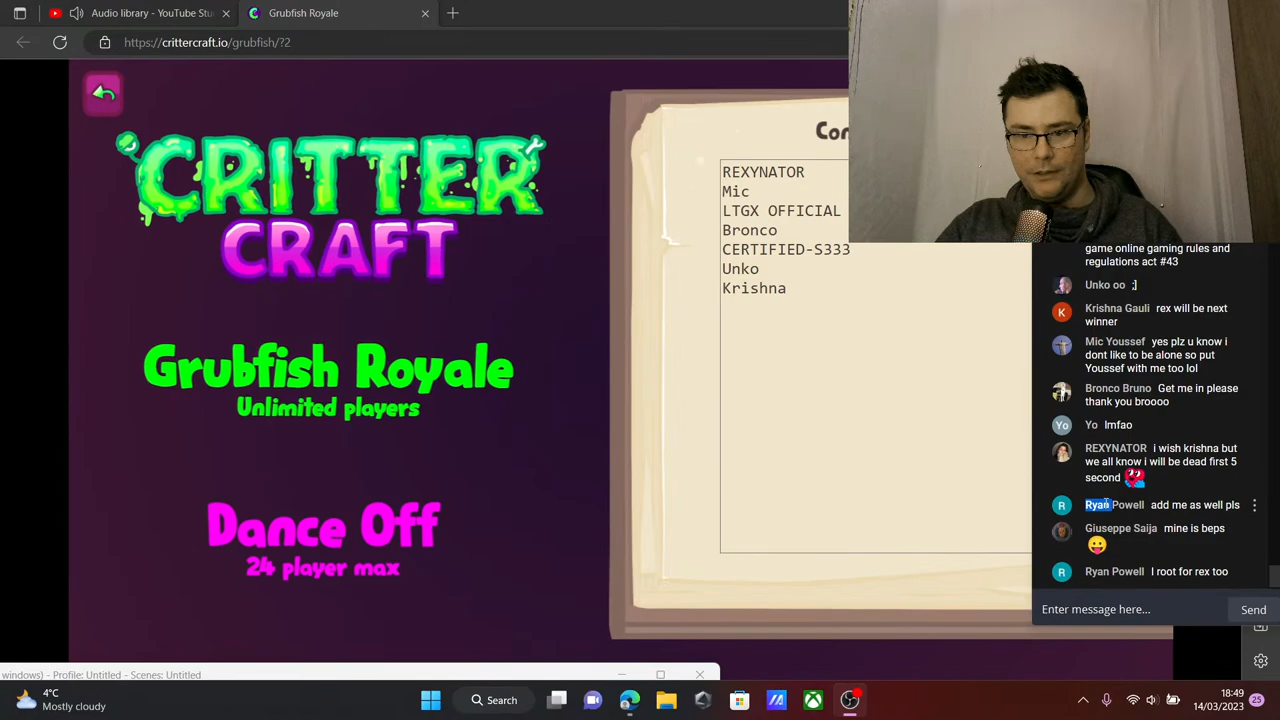 Audio library - YouTube Stu
Grubfish Royale
https://crittercraft.io/grubfish/?2
CRITTER
CRAFT
Grubfish Royale
Unlimited players
Dance Off
24 player max
REXYNATOR
Mic
LTGX OFFICIAL
Bronco
CERTIFIED-S333
Unko
Krishna
game online gaming rules and
regulations act #43
Unko oo ;]
K
Krishna Gauli rex will be next
winner
Mic Youssef yes plz u know i
dont like to be alone so put
Youssef with me too lol
Bronco Bruno Get me in please
thank you broooo
Yo
Yo lmfao
REXYNATOR i wish krishna but
we all know i will be dead first 5
second
R
Ryan Powell add me as well pls
Giuseppe Saija mine is beps
R
Ryan Powell I root for rex too
Enter message here...
Send
windows) - Profile: Untitled - Scenes: Untitled
4°C
Mostly cloudy
Search
18:49
14/03/2023
25